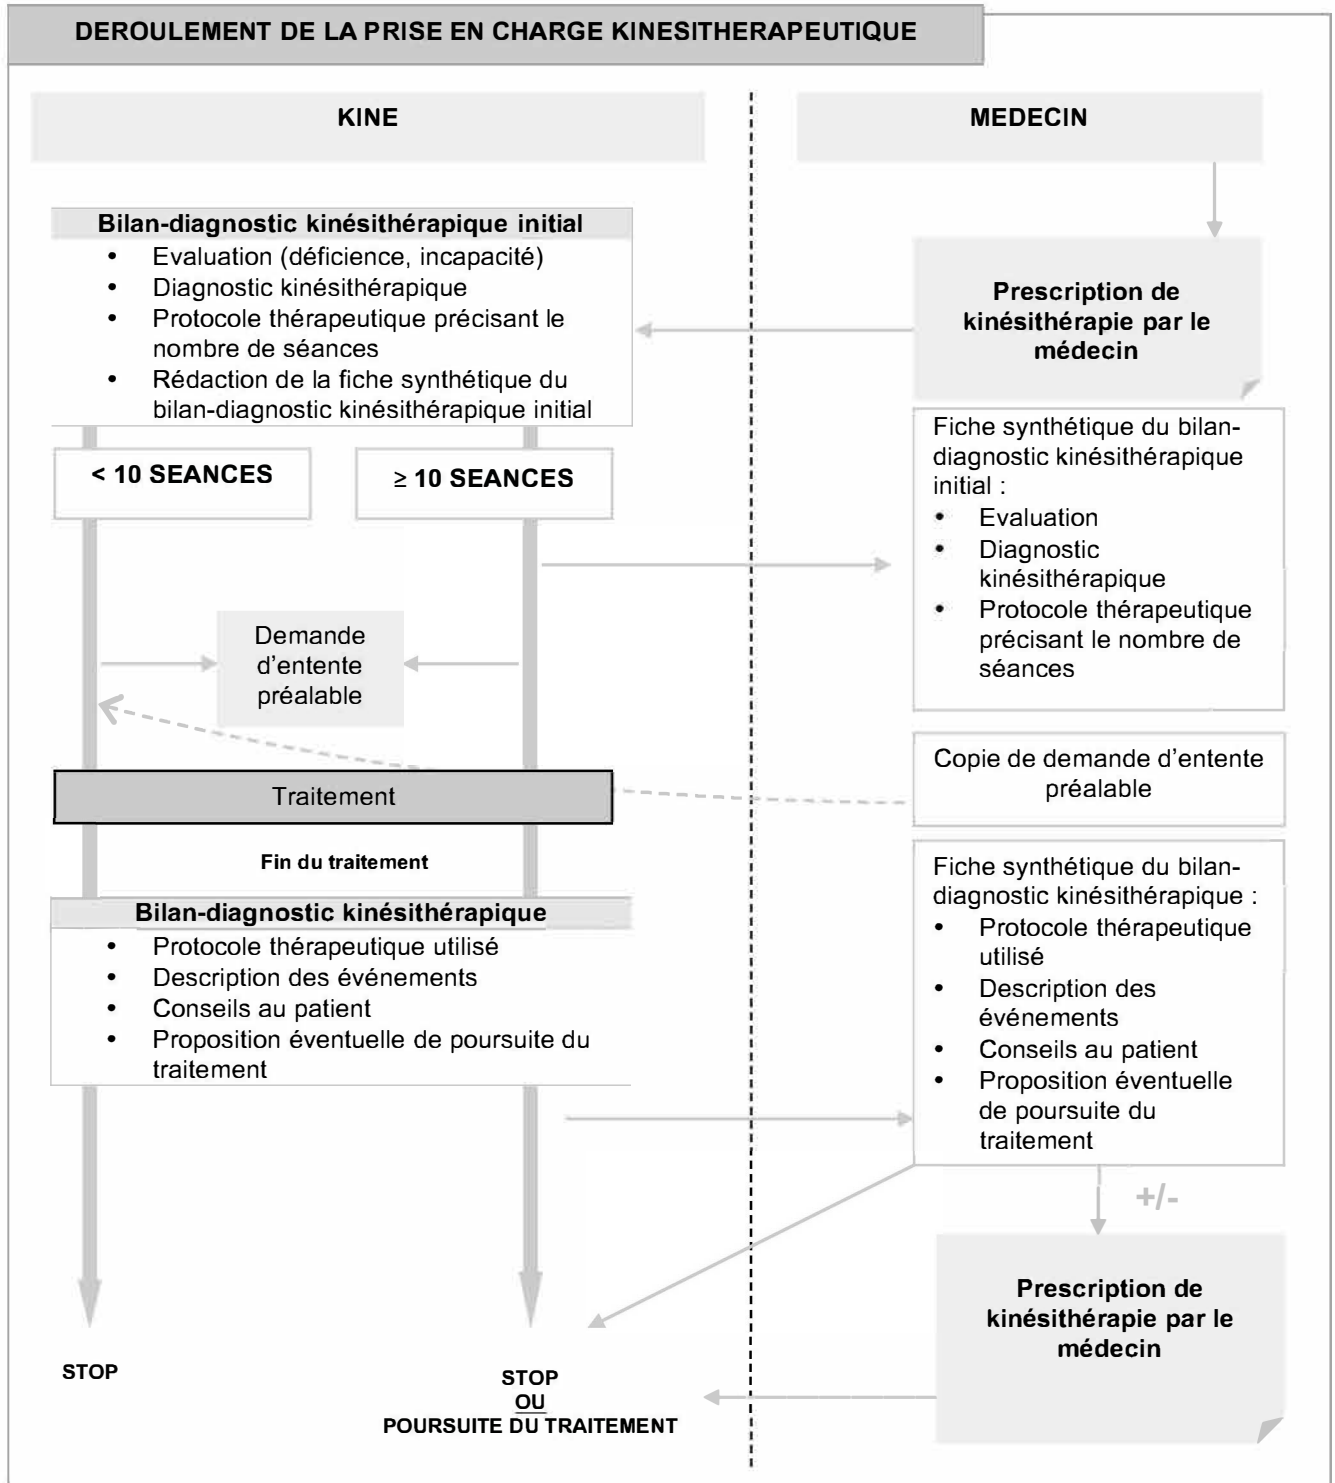 DEROULEMENT DE LA PRISE EN CHARGE KINESITHERAPEUTIQUE
KINE
MEDECIN
Bilan-diagnostic kinésithérapique initial
• Evaluation (déficience, incapacité)
• Diagnostic kinésithérapique
• Protocole thérapeutique précisant le
nombre de séances
• Rédaction de la fiche synthétique du
bilan-diagnostic kinésithérapique initial
Prescription de
kinésithérapie par le
médecin
< 10 SEANCES
≥ 10 SEANCES
Fiche synthétique du bilan-
diagnostic kinésithérapique
initial :
• Evaluation
• Diagnostic
kinésithérapique
• Protocole thérapeutique
précisant le nombre de
séances
Demande
d'entente
préalable
Copie de demande d'entente
préalable
Traitement
Fin du traitement
Bilan-diagnostic kinésithérapique
• Protocole thérapeutique utilisé
• Description des événements
• Conseils au patient
• Proposition éventuelle de poursuite du
traitement
Fiche synthétique du bilan-
diagnostic kinésithérapique :
• Protocole thérapeutique
utilisé
• Description des
événements
• Conseils au patient
• Proposition éventuelle
de poursuite du
traitement
+/-
Prescription de
kinésithérapie par le
médecin
STOP
STOP
OU
POURSUITE DU TRAITEMENT